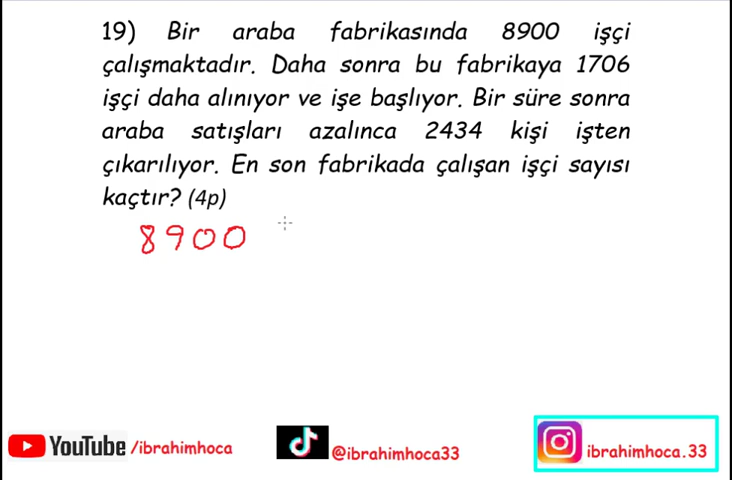 19) Bir araba fabrikasında 8900 işçi
çalışmaktadır. Daha sonra bu fabrikaya 1706
işçi daha alınıyor ve işe başlıyor. Bir süre sonra
araba satışları azalınca 2434 kişi işten
çıkarılıyor. En son fabrikada çalışan işçi sayısı
kaçtır? (4p)
8900
YouTube /ibrahimhoca
@ibrahimhoca33
ibrahimhoca.33